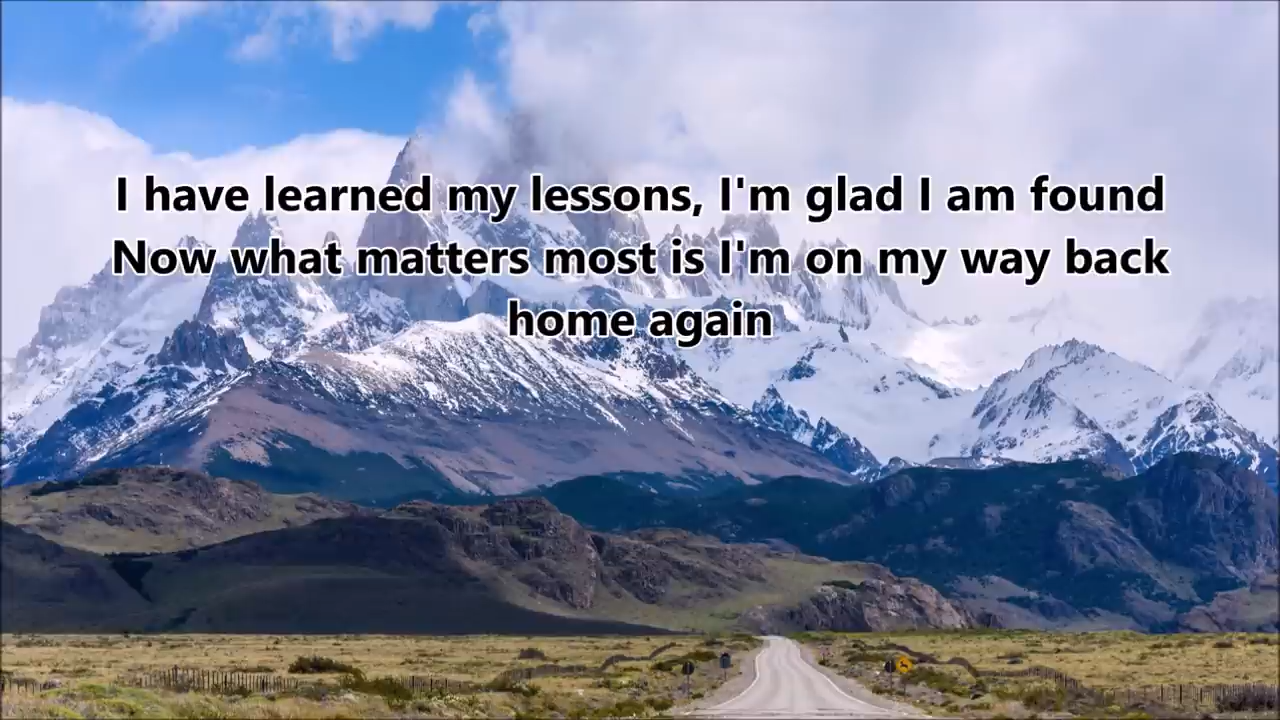 I have learned my lessons, I'm glad I am found
Now what matters most is I'm on my way back
home again